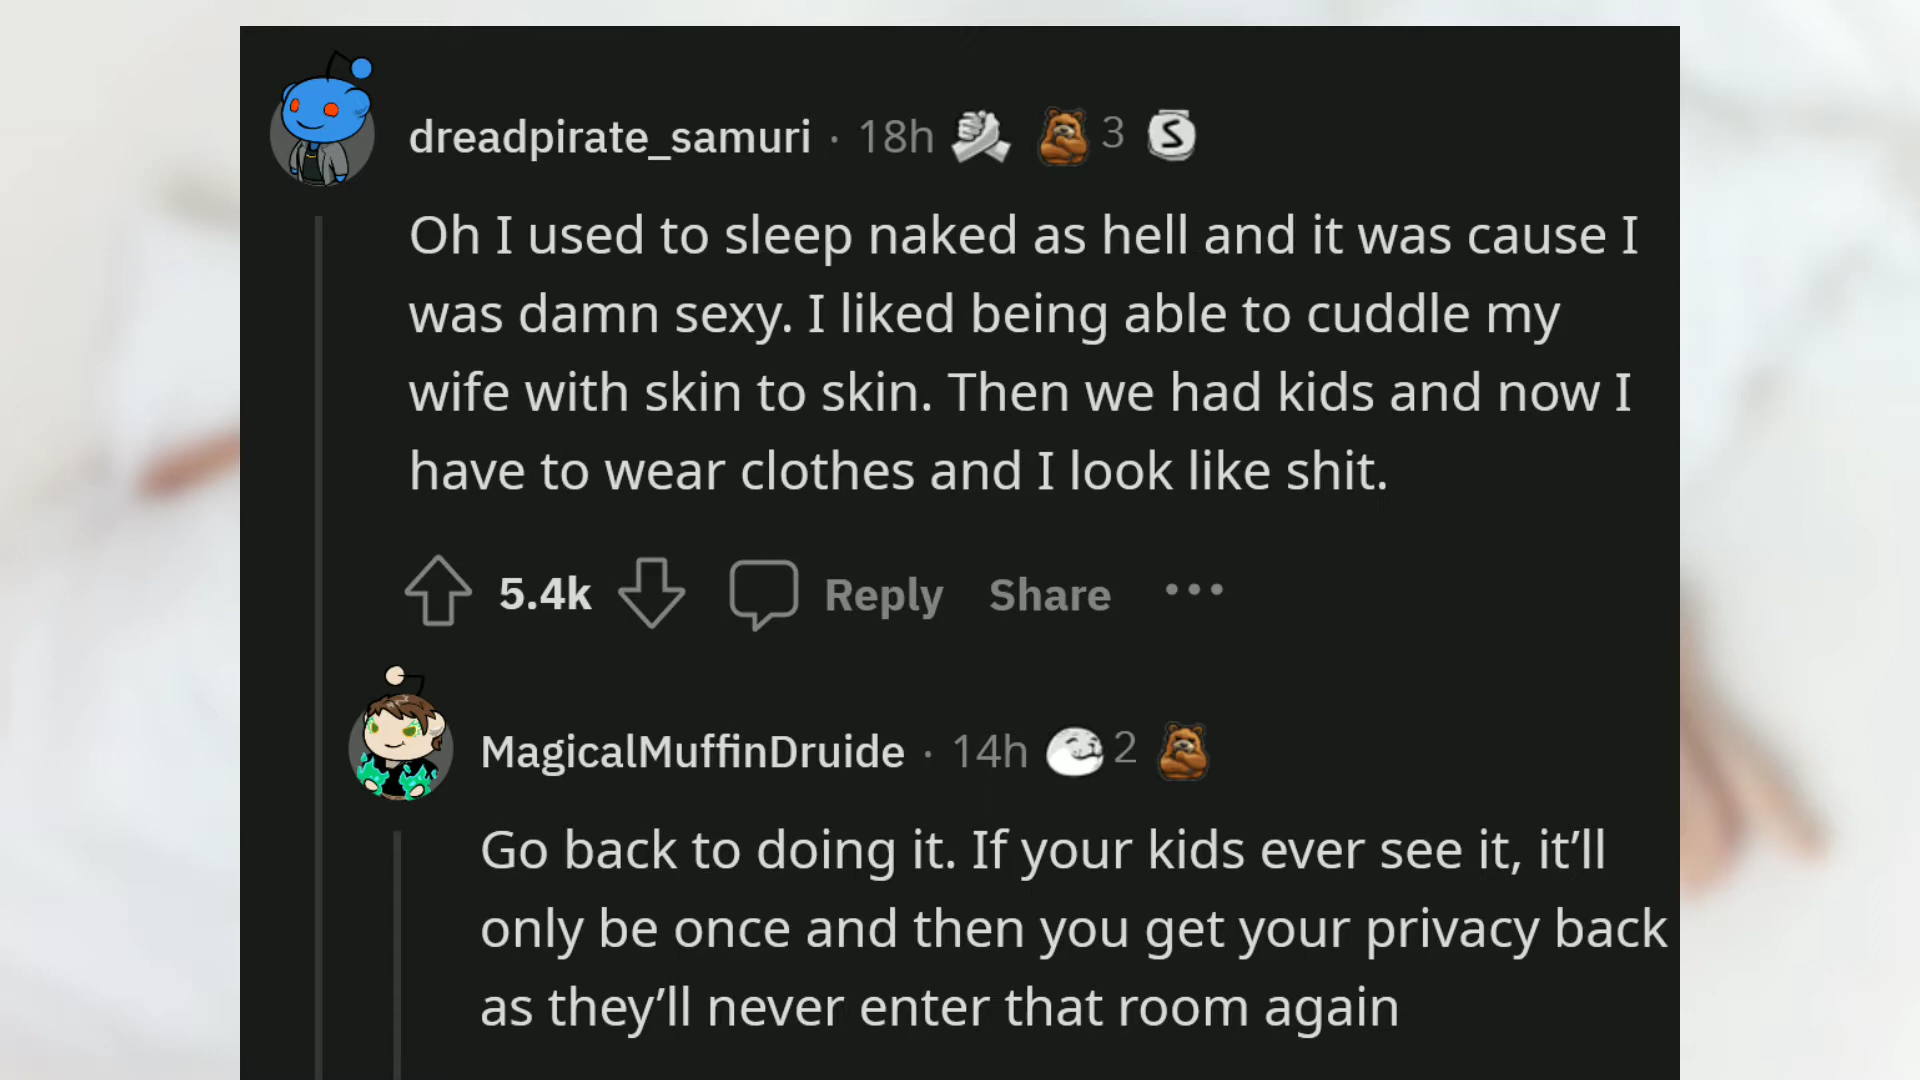 dreadpirate_samuri · 18h 3 S
Oh I used to sleep naked as hell and it was cause I
was damn sexy. I liked being able to cuddle my
wife with skin to skin. Then we had kids and now I
have to wear clothes and I look like shit.
5.4k Reply Share ···
MagicalMuffinDruide · 14h 2
Go back to doing it. If your kids ever see it, it’ll
only be once and then you get your privacy back
as they’ll never enter that room again